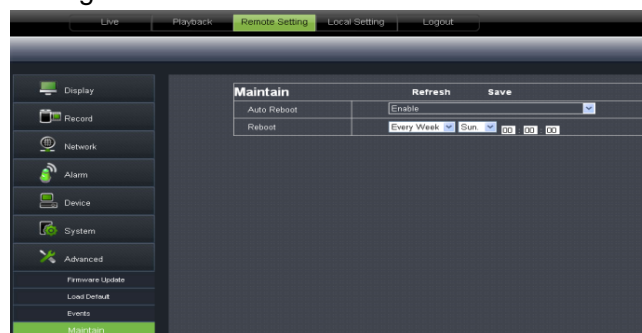 Live Playback Remote Setting Local Setting Logout
Display
Record
Network
Alarm
Device
System
Advanced
Firmware Update
Load Default
Events
Maintain
Maintain Refresh Save
Auto Reboot Enable
Reboot Every Week Sun. 00 : 00 : 00